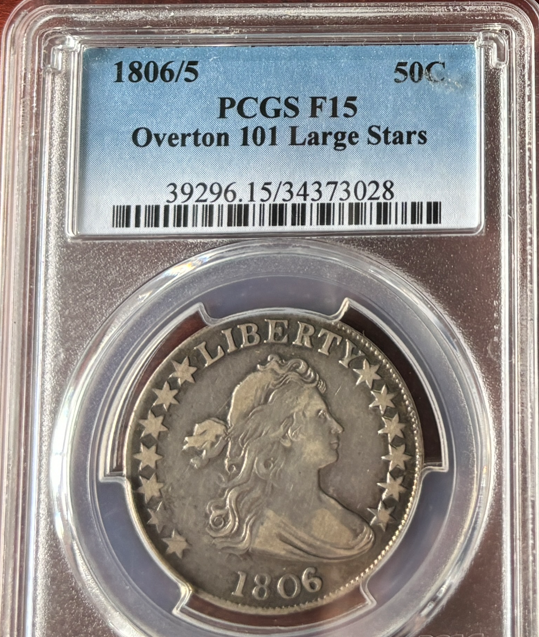 1806/5 50C
PCGS F15
Overton 101 Large Stars
39296.15/34373028
LIBERTY
1806